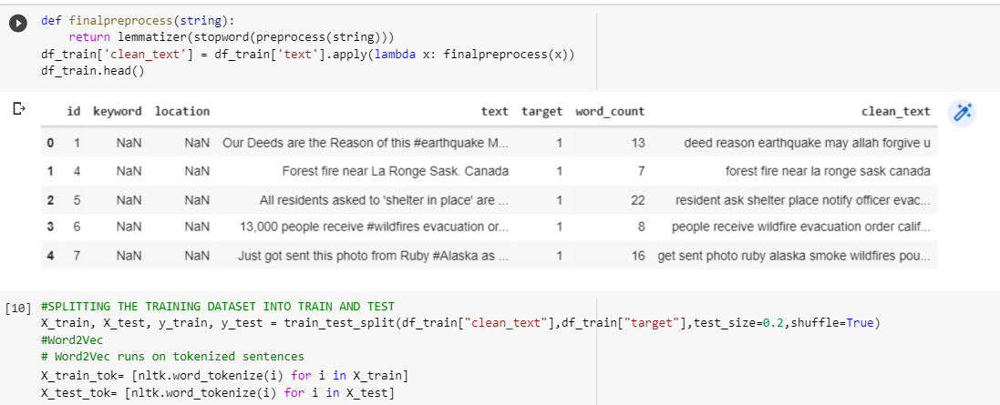 def finalpreprocess(string):
    return lemmatizer(stopword(preprocess(string)))
df_train['clean_text'] = df_train['text'].apply(lambda x: finalpreprocess(x))
df_train.head()
id keyword location text target word_count clean_text
0 1 NaN NaN Our Deeds are the Reason of this #earthquake M... 1 13 deed reason earthquake may allah forgive u
1 4 NaN NaN Forest fire near La Ronge Sask. Canada 1 7 forest fire near la ronge sask canada
2 5 NaN NaN All residents asked to 'shelter in place' are ... 1 22 resident ask shelter place notify officer evac...
3 6 NaN NaN 13,000 people receive #wildfires evacuation or... 1 8 people receive wildfire evacuation order calif...
4 7 NaN NaN Just got sent this photo from Ruby #Alaska as ... 1 16 get sent photo ruby alaska smoke wildfires pou...
[10] #SPLITTING THE TRAINING DATASET INTO TRAIN AND TEST
X_train, X_test, y_train, y_test = train_test_split(df_train["clean_text"],df_train["target"],test_size=0.2,shuffle=True)
#Word2Vec
# Word2Vec runs on tokenized sentences
X_train_tok= [nltk.word_tokenize(i) for i in X_train]
X_test_tok= [nltk.word_tokenize(i) for i in X_test]